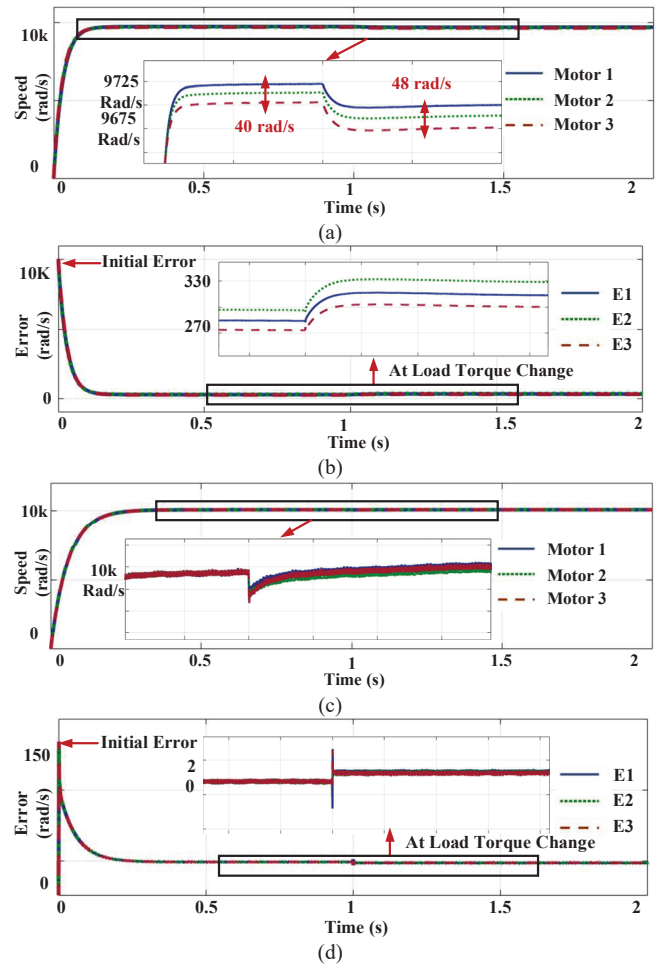 10k
9725
Rad/s
9675
Rad/s
40 rad/s
48 rad/s
Motor 1
Motor 2
Motor 3
Speed
(rad/s)
0
0 0.5 1 1.5 2
Time (s)
(a)
10K
Initial Error
330
270
E1
E2
E3
At Load Torque Change
Error
(rad/s)
0
0 0.5 1 1.5 2
Time (s)
(b)
10k
10k
Rad/s
Motor 1
Motor 2
Motor 3
Speed
(rad/s)
0
0 0.5 1 1.5 2
Time (s)
(c)
150
Initial Error
2
0
E1
E2
E3
At Load Torque Change
Error
(rad/s)
0
0 0.5 1 1.5 2
Time (s)
(d)